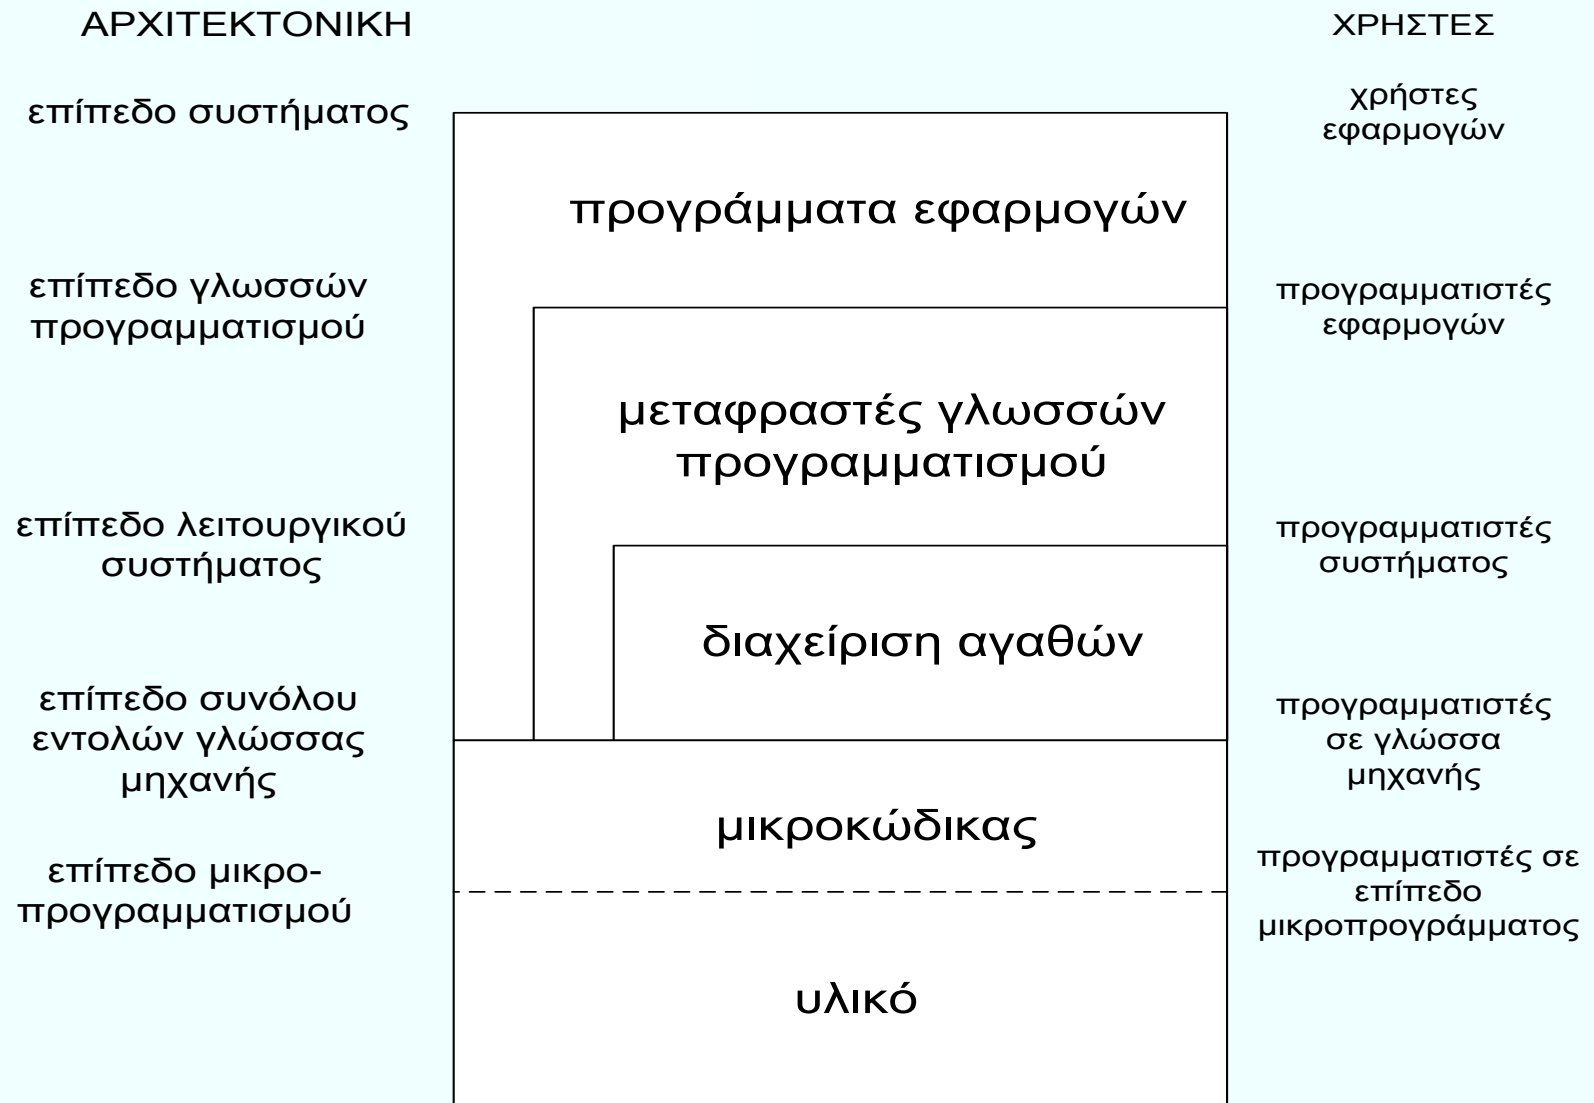 ΑΡΧΙΤΕΚΤΟΝΙΚΗ
ΧΡΗΣΤΕΣ
επίπεδο συστήματος
χρήστες
εφαρμογών
προγράμματα εφαρμογών
επίπεδο γλωσσών
προγραμματισμού
προγραμματιστές
εφαρμογών
μεταφραστές γλωσσών
προγραμματισμού
επίπεδο λειτουργικού
συστήματος
προγραμματιστές
συστήματος
διαχείριση αγαθών
επίπεδο συνόλου
εντολών γλώσσας
μηχανής
προγραμματιστές
σε γλώσσα
μηχανής
μικροκώδικας
επίπεδο μικρο-
προγραμματισμού
προγραμματιστές σε
επίπεδο
μικροπρογράμματος
υλικό